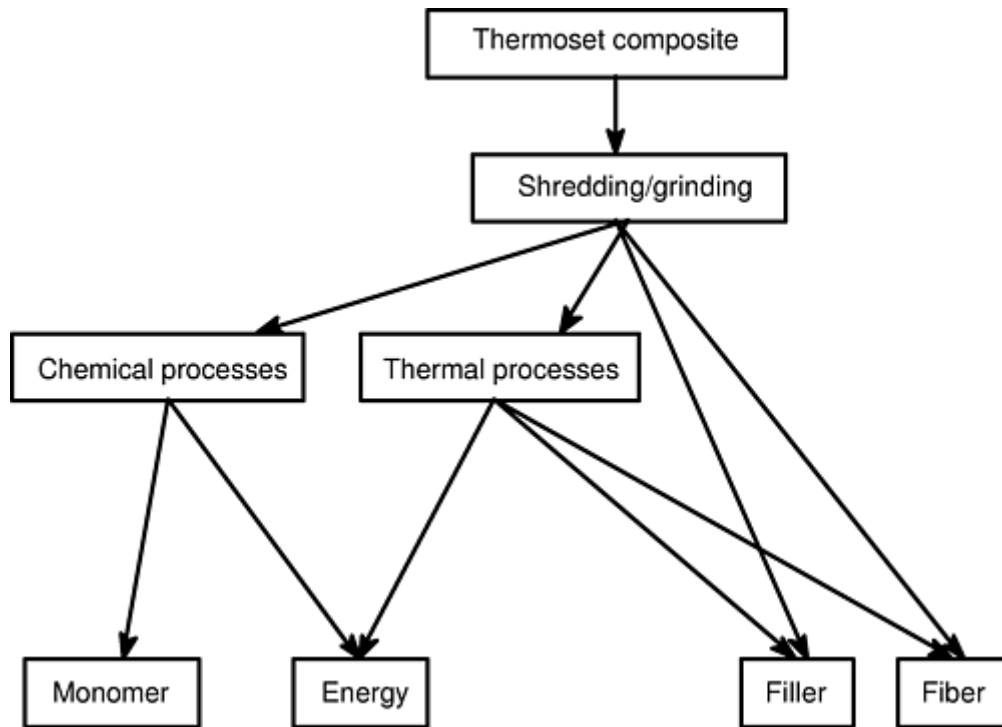 Thermoset composite
Shredding/grinding
Chemical processes
Thermal processes
Monomer
Energy
Filler
Fiber